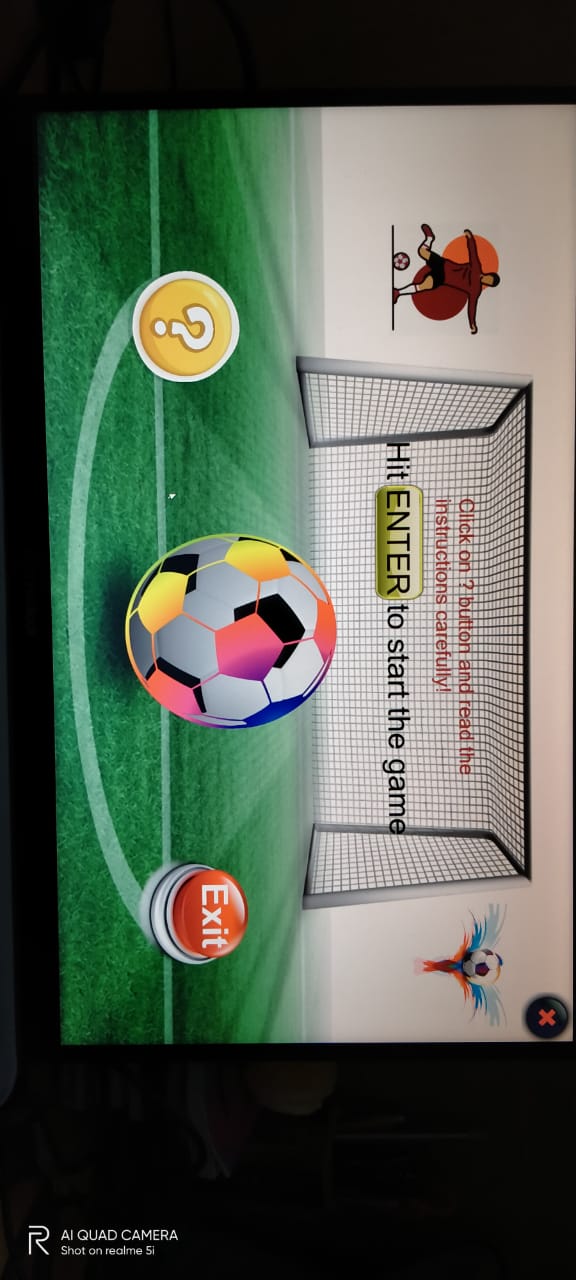 Click on ? button and read the
instructions carefully!
Hit ENTER to start the game
?
Exit
AI QUAD CAMERA
Shot on realme 5i